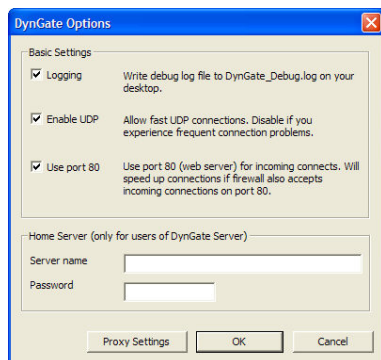 DynGate Options
Basic Settings
Logging
Write debug log file to DynGate_Debug.log on your
desktop.
Enable UDP
Allow fast UDP connections. Disable if you
experience frequent connection problems.
Use port 80
Use port 80 (web server) for incoming connects. Will
speed up connections if firewall also accepts
incoming connections on port 80.
Home Server (only for users of DynGate Server)
Server name
Password
Proxy Settings
OK
Cancel